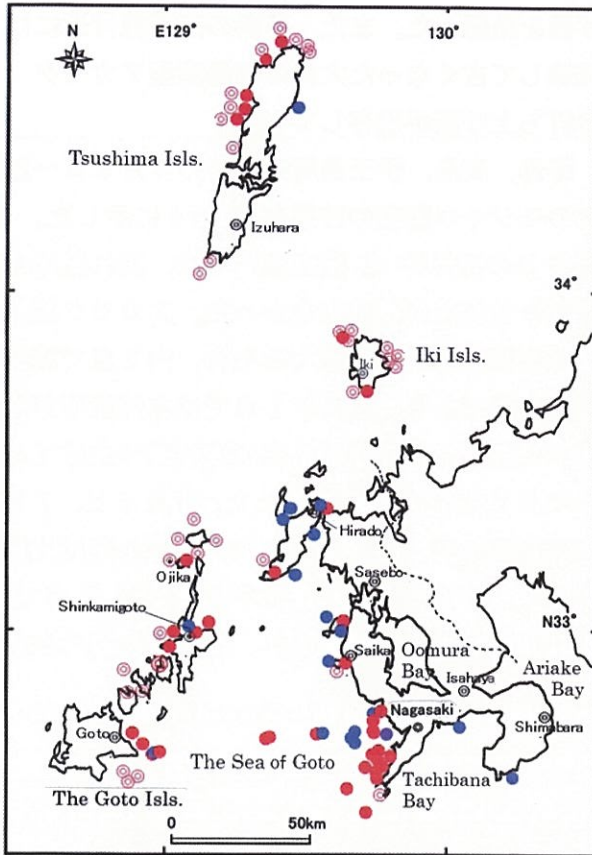 E129°
130°
N
Tsushima Isls.
Izuhara
34°
Iki Isls.
Iki
Hirado
Ojika
Sasebo
Shinkamigoto
N33°
Saika
Oomura
Bay
Ariake
Bay
Isahaya
Nagasaki
Shimabara
Goto
The Sea of Goto
Tachibana
Bay
The Goto Isls.
0
50km